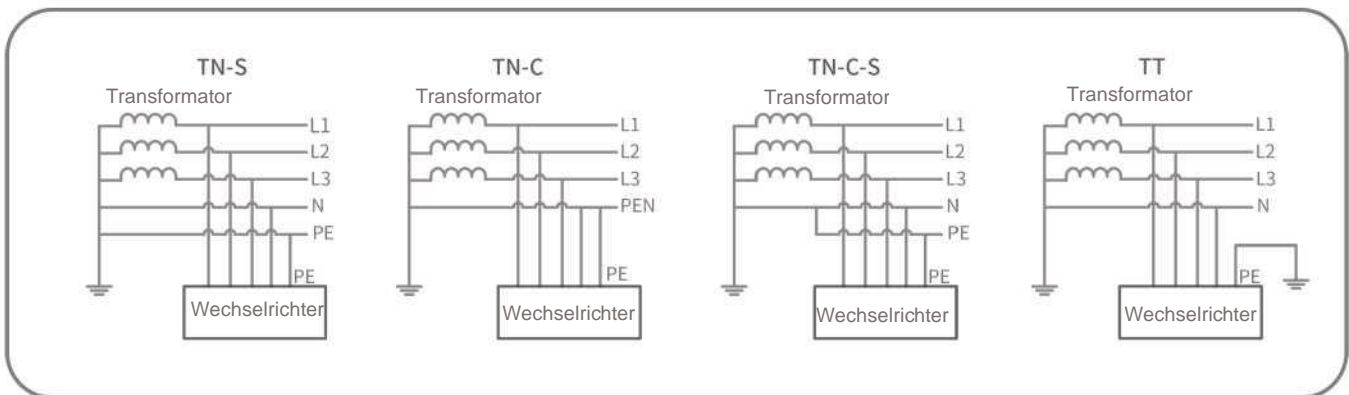 TN-S
Transformator
L1
L2
L3
N
PE
PE
Wechselrichter
TN-C
Transformator
L1
L2
L3
PEN
PE
Wechselrichter
TN-C-S
Transformator
L1
L2
L3
N
PE
PE
Wechselrichter
TT
Transformator
L1
L2
L3
N
PE
Wechselrichter